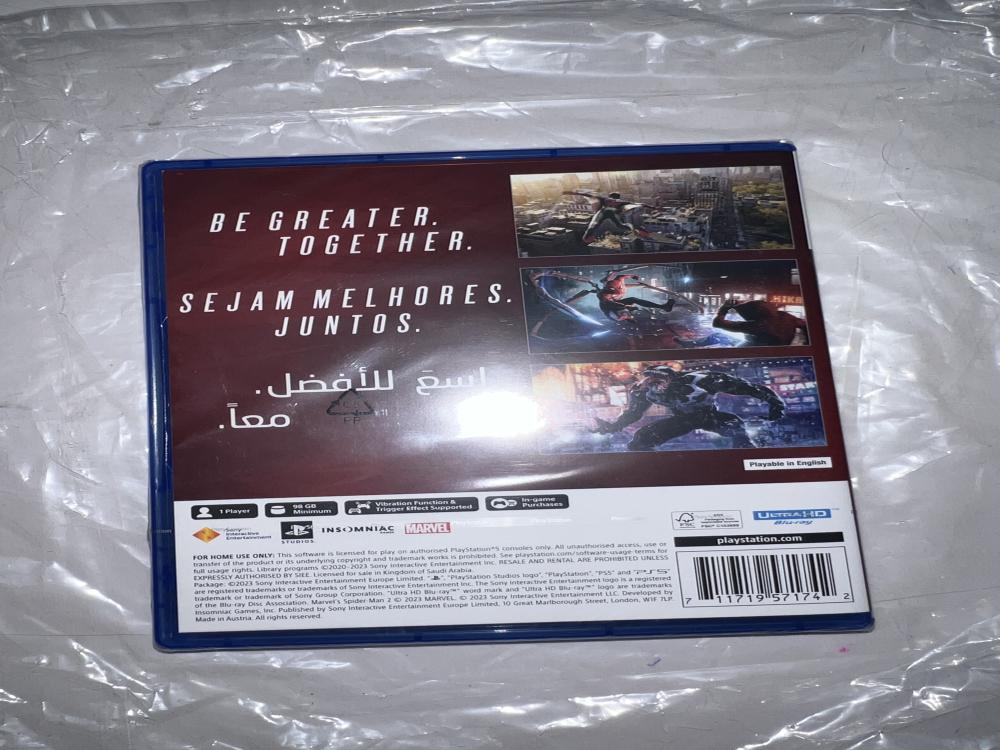 BE GREATER.
TOGETHER.
SEJAM MELHORES.
JUNTOS.
اسعَ للأفضل.
معاً.
PP
STAR
Playable in English
1 Player
98 GB
Minimum
Vibration Function &
Trigger Effect Supported
In-game
Purchases
Sony
Interactive
Entertainment
STUDIOS
INSOMNIAC
GAMES
MARVEL
FSC
ULTRA HD
Blu-ray
playstation.com
FOR HOME USE ONLY: This software is licensed for play on authorised PlayStation®5 consoles only. All unauthorised access, use or
transfer of the product or its underlying copyright and trademark works is prohibited. See playstation.com/software-usage-terms for
full usage rights. Library programs ©2020-2023 Sony Interactive Entertainment Inc. RESALE AND RENTAL ARE PROHIBITED UNLESS
EXPRESSLY AUTHORISED BY SIEE. Licensed for sale in Kingdom of Saudi Arabia.
Package: ©2023 Sony Interactive Entertainment Europe Limited. "PlayStation Studios logo", "PlayStation", "PS5" and "PS5"
are registered trademarks or trademarks of Sony Interactive Entertainment Inc. The Sony Interactive Entertainment logo is a registered
trademark or trademark of Sony Group Corporation. "Ultra HD Blu-ray™" word mark and "Ultra HD Blu-ray™" logo are trademarks
of the Blu-ray Disc Association. Marvel's Spider-Man 2 © 2023 MARVEL. © 2023 Sony Interactive Entertainment LLC. Developed by
Insomniac Games, Inc. Published by Sony Interactive Entertainment Europe Limited, 10 Great Marlborough Street, London, W1F 7LP.
Made in Austria. All rights reserved.
7 11719 57174 2